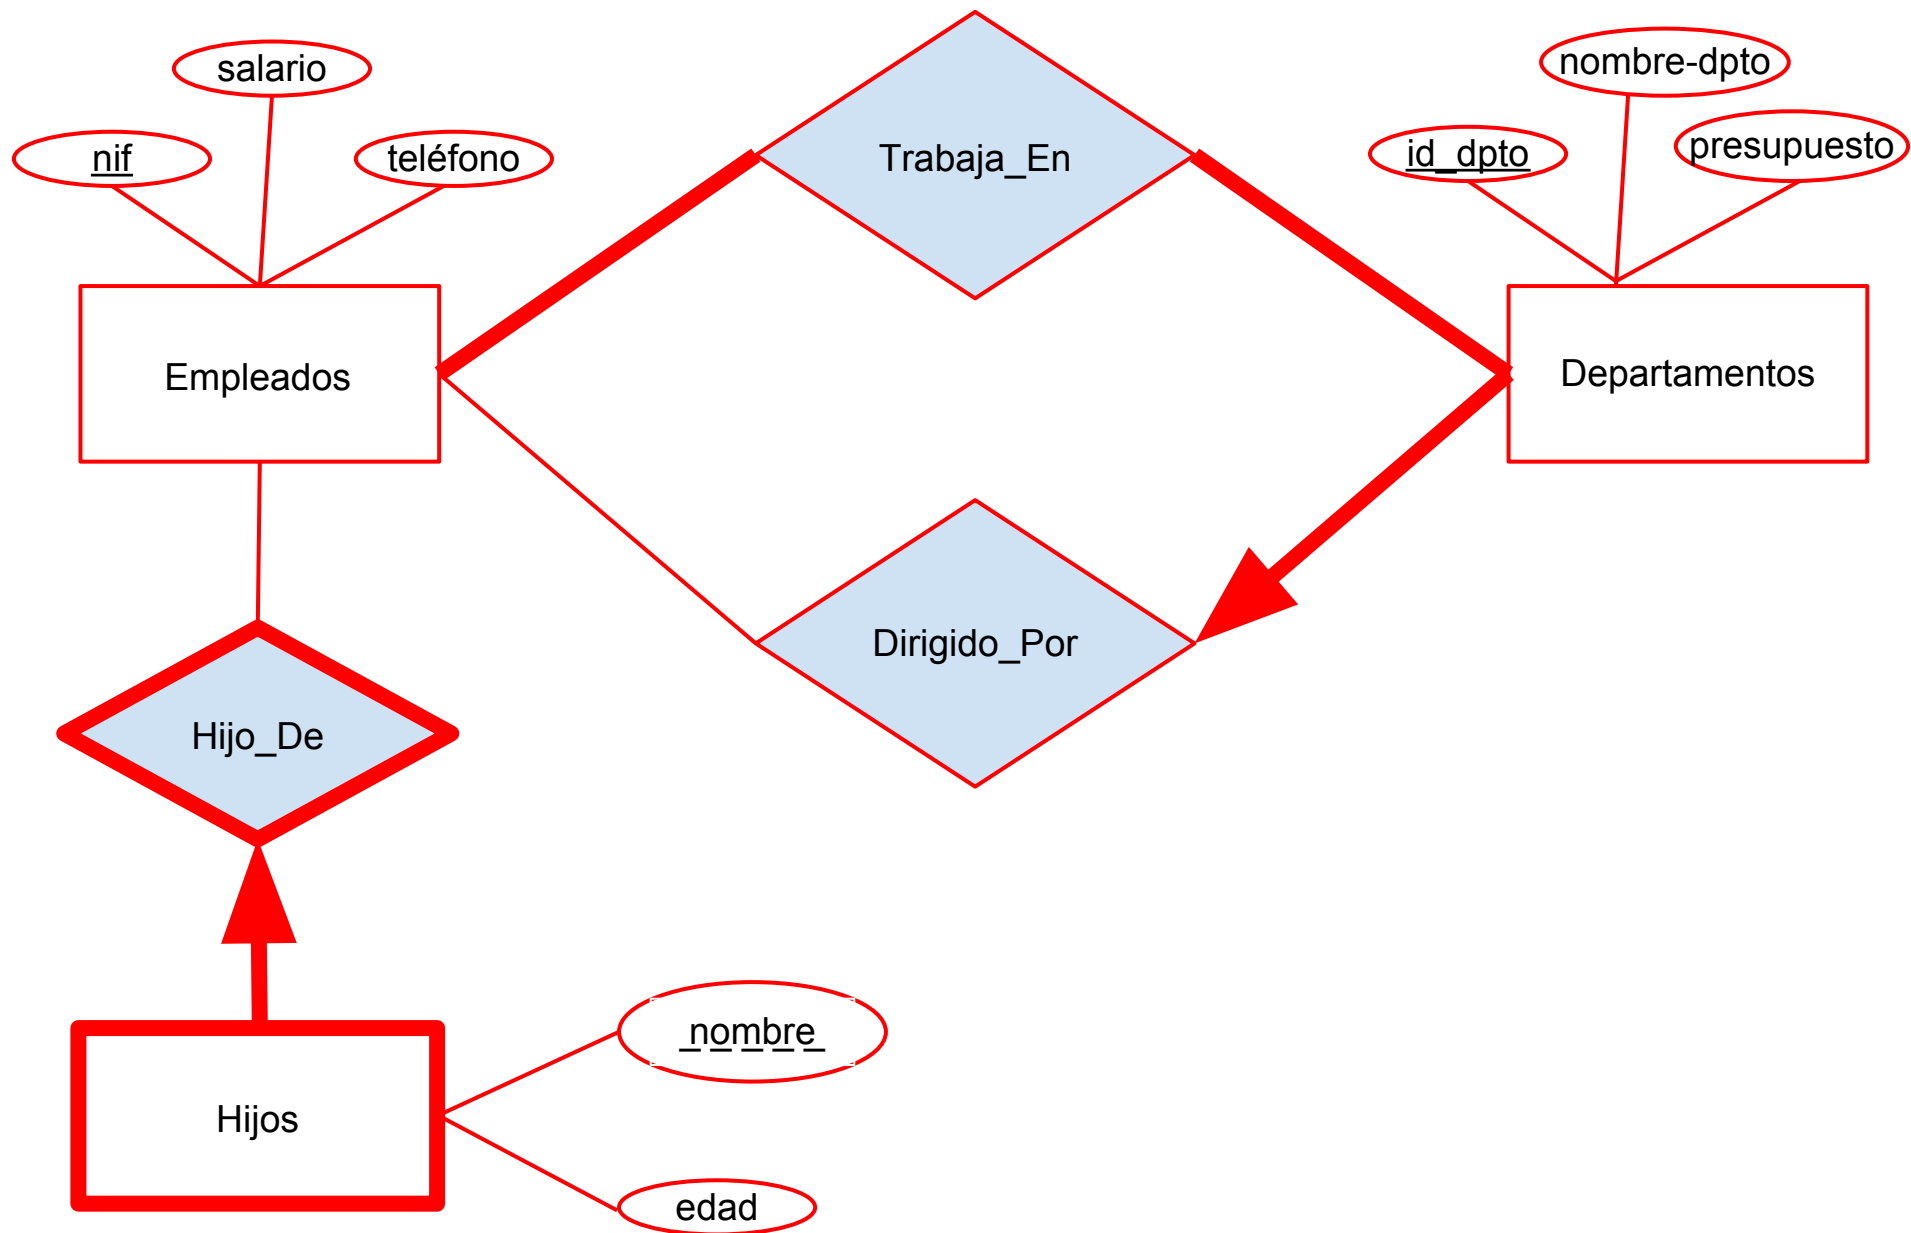 salario
nombre-dpto
nif
teléfono
Trabaja_En
id_dpto
presupuesto
Empleados
Departamentos
Dirigido_Por
Hijo_De
nombre
Hijos
edad